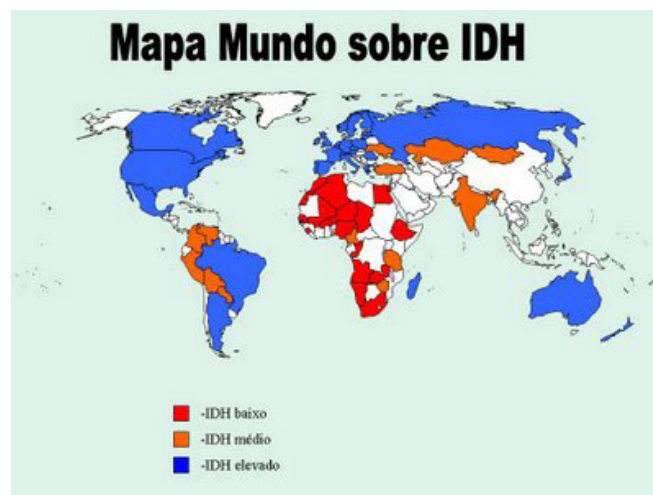 Mapa Mundo sobre IDH
-IDH baixo
-IDH médio
-IDH elevado